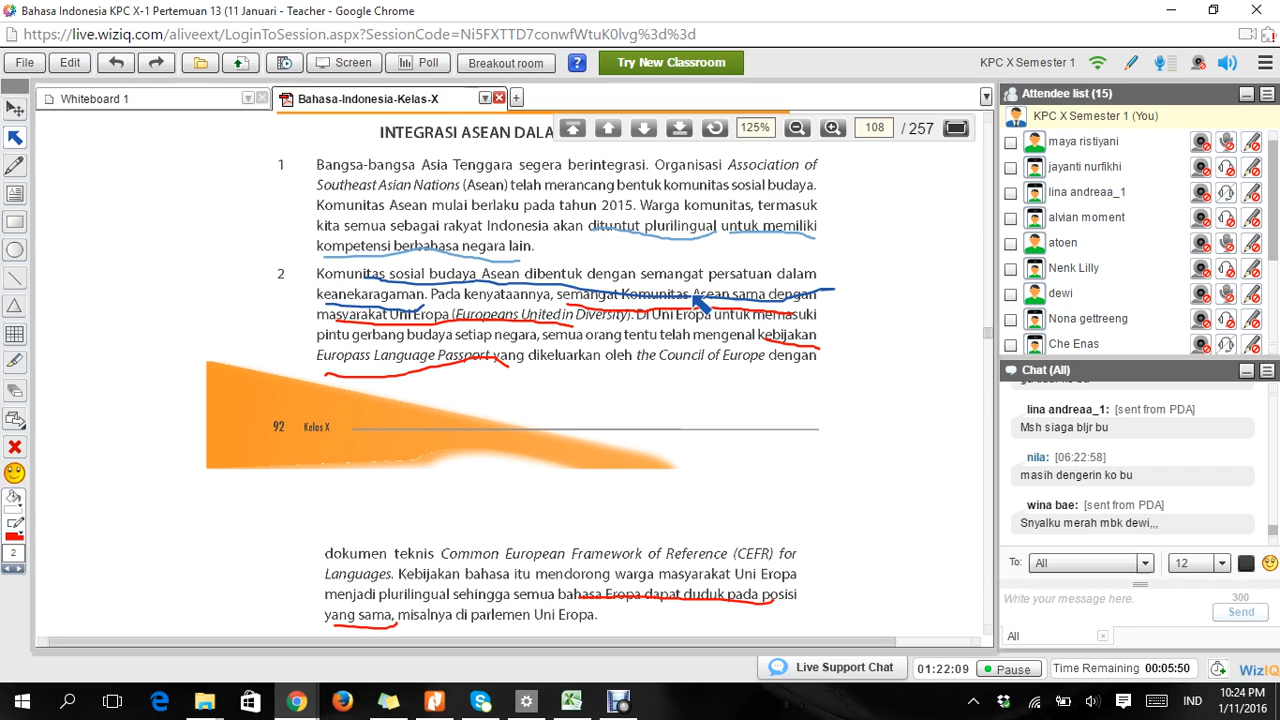 Bahasa Indonesia KPC X-1 Pertemuan 13 (11 Januari - Teacher - Google Chrome
https://live.wiziq.com/aliveext/LoginToSession.aspx?SessionCode=Ni5FXTTD7conwfWtuK0lvg%3d%3d
File Edit Screen Poll Breakout room ? Try New Classroom KPC X Semester 1
Whiteboard 1 Bahasa-Indonesia-Kelas-X
125% 108 / 257
INTEGRASI ASEAN DALA
1 Bangsa-bangsa Asia Tenggara segera berintegrasi. Organisasi Association of
Southeast Asian Nations (Asean) telah merancang bentuk komunitas sosial budaya.
Komunitas Asean mulai berlaku pada tahun 2015. Warga komunitas, termasuk
kita semua sebagai rakyat Indonesia akan dituntut plurilingual untuk memiliki
kompetensi berbahasa negara lain.
2 Komunitas sosial budaya Asean dibentuk dengan semangat persatuan dalam
keanekaragaman. Pada kenyataannya, semangat Komunitas Asean sama dengan
masyarakat Uni Eropa (Europeans United in Diversity). Di Uni Eropa untuk memasuki
pintu gerbang budaya setiap negara, semua orang tentu telah mengenal kebijakan
Europass Language Passport yang dikeluarkan oleh the Council of Europe dengan
92 Kelas X
dokumen teknis Common European Framework of Reference (CEFR) for
Languages. Kebijakan bahasa itu mendorong warga masyarakat Uni Eropa
menjadi plurilingual sehingga semua bahasa Eropa dapat duduk pada posisi
yang sama, misalnya di parlemen Uni Eropa.
2
Attendee list (15)
KPC X Semester 1 (You)
maya ristiyani
jayanti nurfikhi
lina andreaa_1
alvian moment
atoen
Nenk Lilly
dewi
Nona gettreeng
Che Enas
Chat (All)
lina andreaa_1: [sent from PDA]
Msh siaga bljr bu
nila: [06:22:58]
masih dengerin ko bu
wina bae: [sent from PDA]
Snyalku merah mbk dewi,,,
To: All 12
Write your message here. 300
Send
All
Live Support Chat 01:22:09 Pause Time Remaining 00:05:50 WizIQ
IND
10:24 PM
1/11/2016